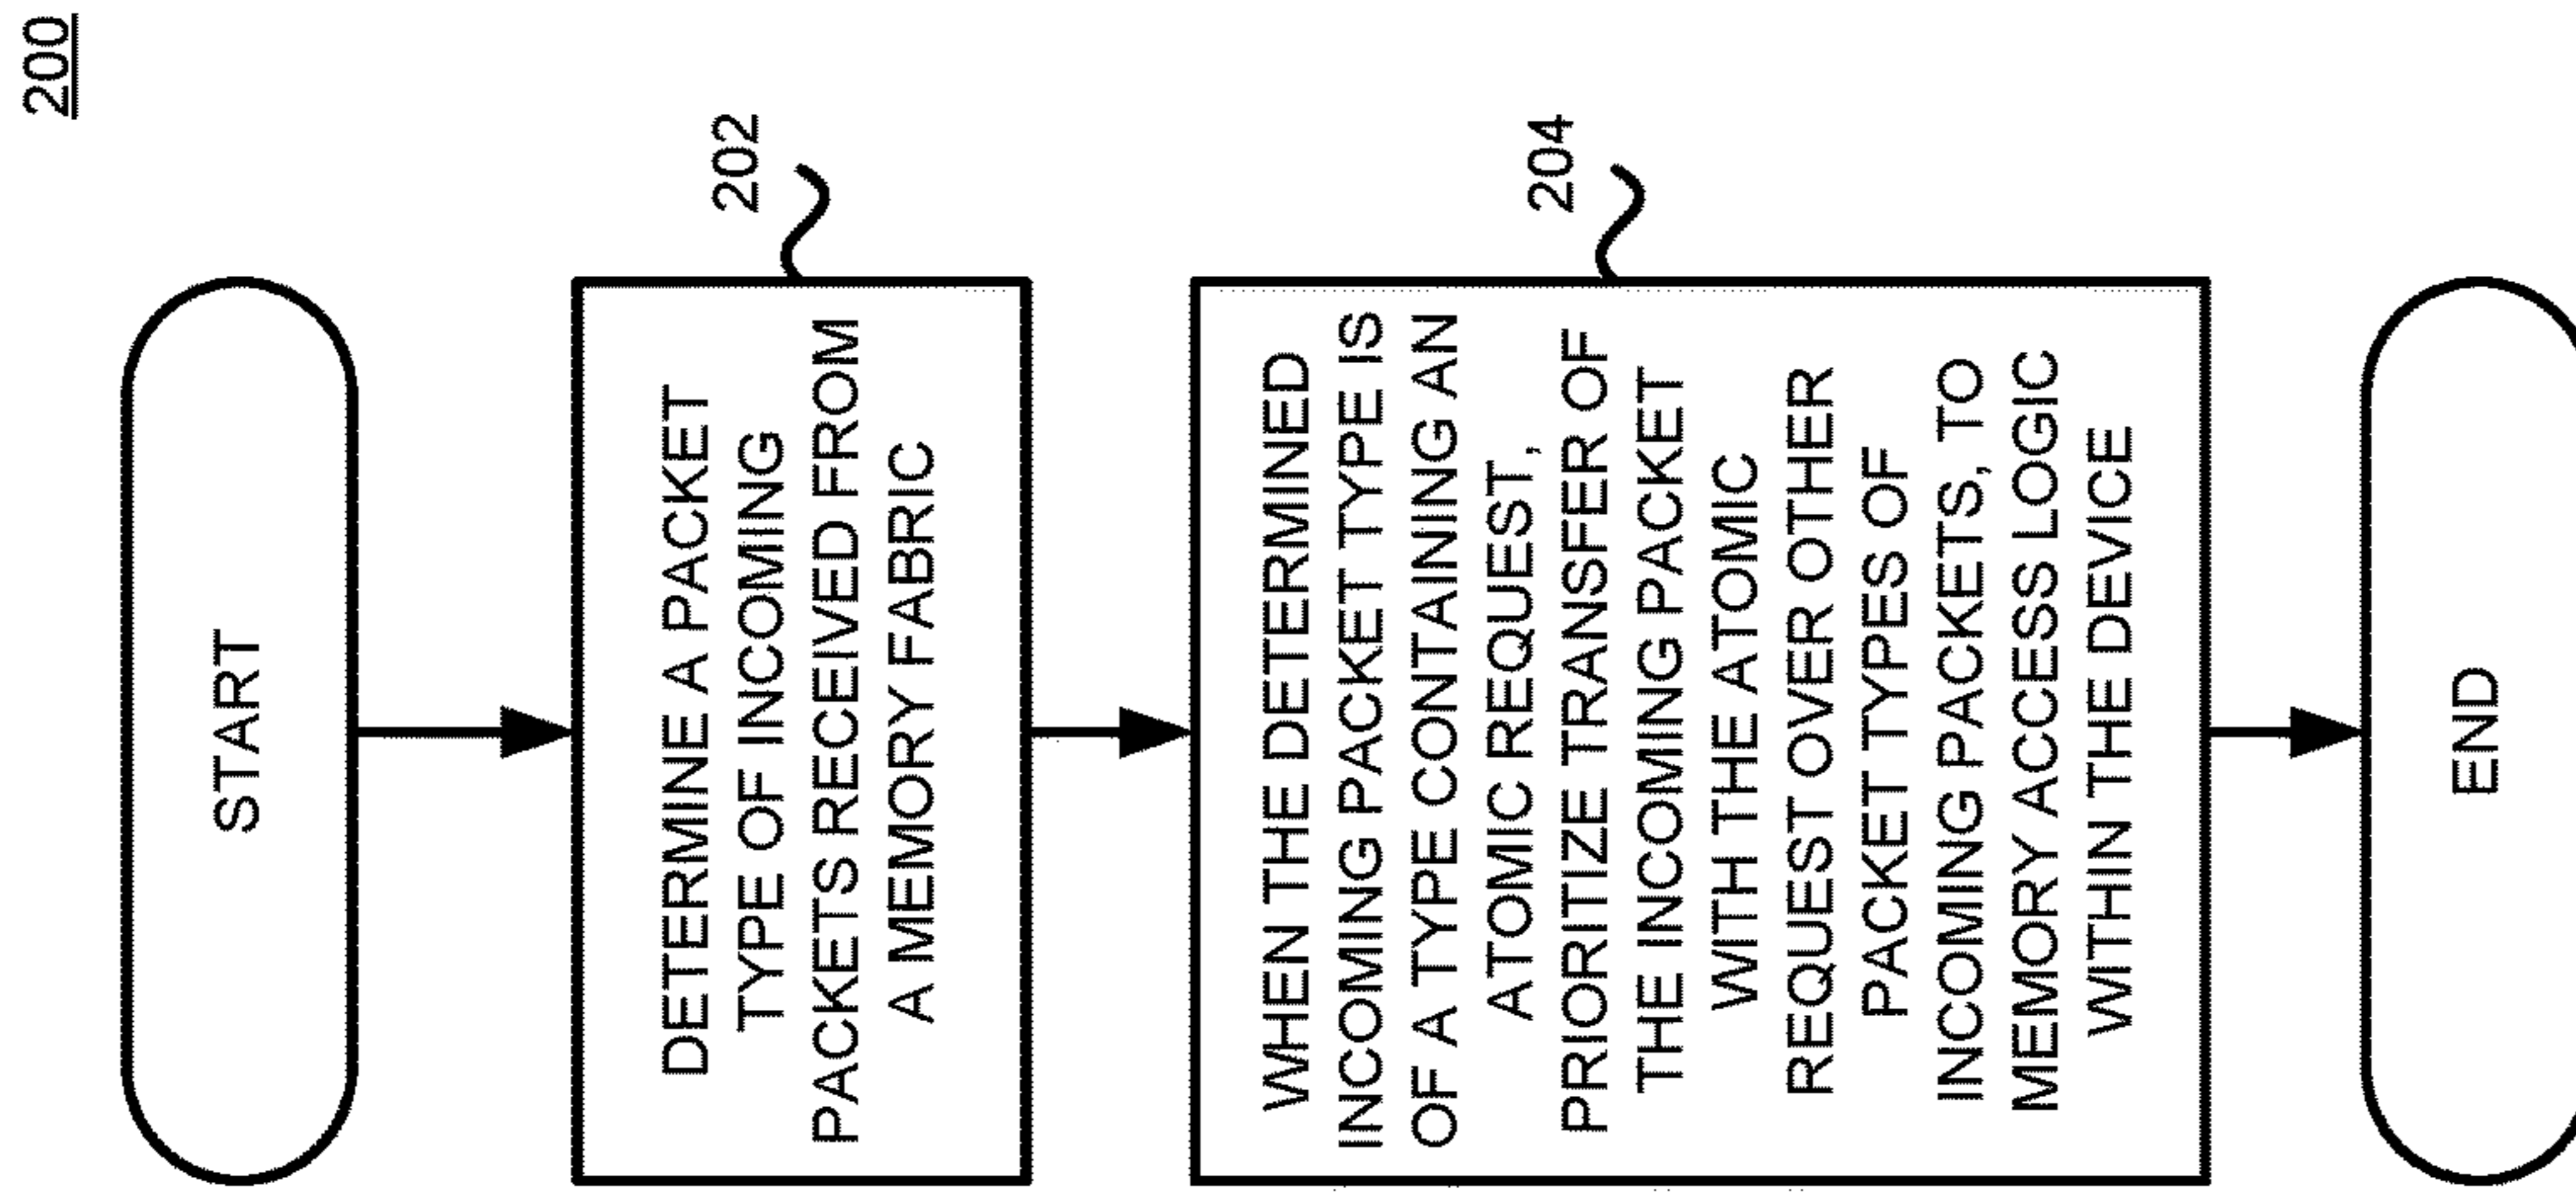 200
START
202
DETERMINE A PACKET
TYPE OF INCOMING
PACKETS RECEIVED FROM
A MEMORY FABRIC
204
WHEN THE DETERMINED
INCOMING PACKET TYPE IS
OF A TYPE CONTAINING AN
ATOMIC REQUEST,
PRIORITIZE TRANSFER OF
THE INCOMING PACKET
WITH THE ATOMIC
REQUEST OVER OTHER
PACKET TYPES OF
INCOMING PACKETS, TO
MEMORY ACCESS LOGIC
WITHIN THE DEVICE
END